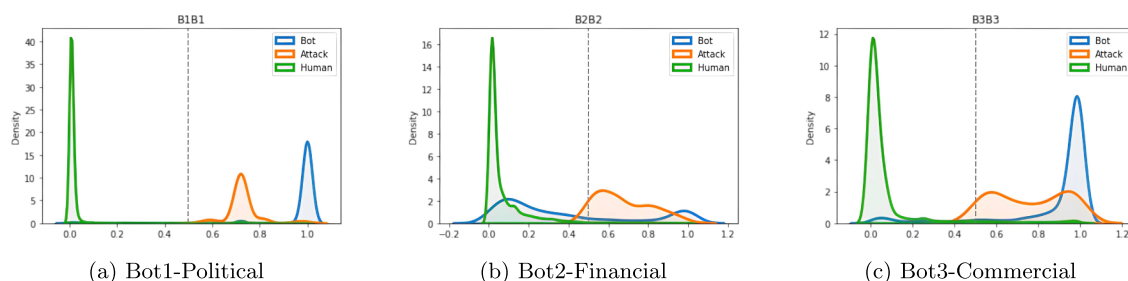 B1B1
40
35
30
25
20
15
10
5
0
Density
0.0 0.2 0.4 0.6 0.8 1.0
Bot
Attack
Human
(a) Bot1-Political
B2B2
16
14
12
10
8
6
4
2
0
Density
−0.2 0.0 0.2 0.4 0.6 0.8 1.0 1.2
Bot
Attack
Human
(b) Bot2-Financial
B3B3
12
10
8
6
4
2
0
Density
0.0 0.2 0.4 0.6 0.8 1.0 1.2
Bot
Attack
Human
(c) Bot3-Commercial